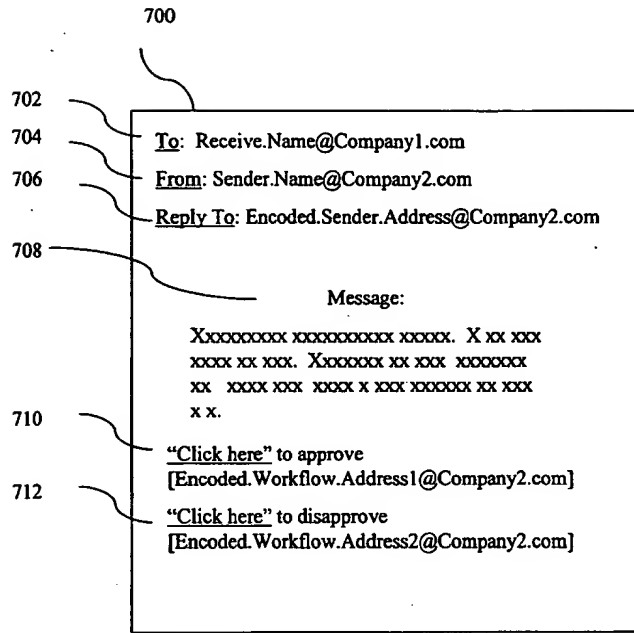 700
702
To: Receive.Name@Company1.com
704
From: Sender.Name@Company2.com
706
Reply To: Encoded.Sender.Address@Company2.com
708
Message:
Xxxxxxxxx xxxxxxxxxx xxxxx. X xx xxx
xxxx xx xxx. Xxxxxxx xx xxx xxxxxxx
xx xxxx xxx xxxx x xxx xxxxxx xx xxx
x x.
710
"Click here" to approve
[Encoded.Workflow.Address1@Company2.com]
712
"Click here" to disapprove
[Encoded.Workflow.Address2@Company2.com]